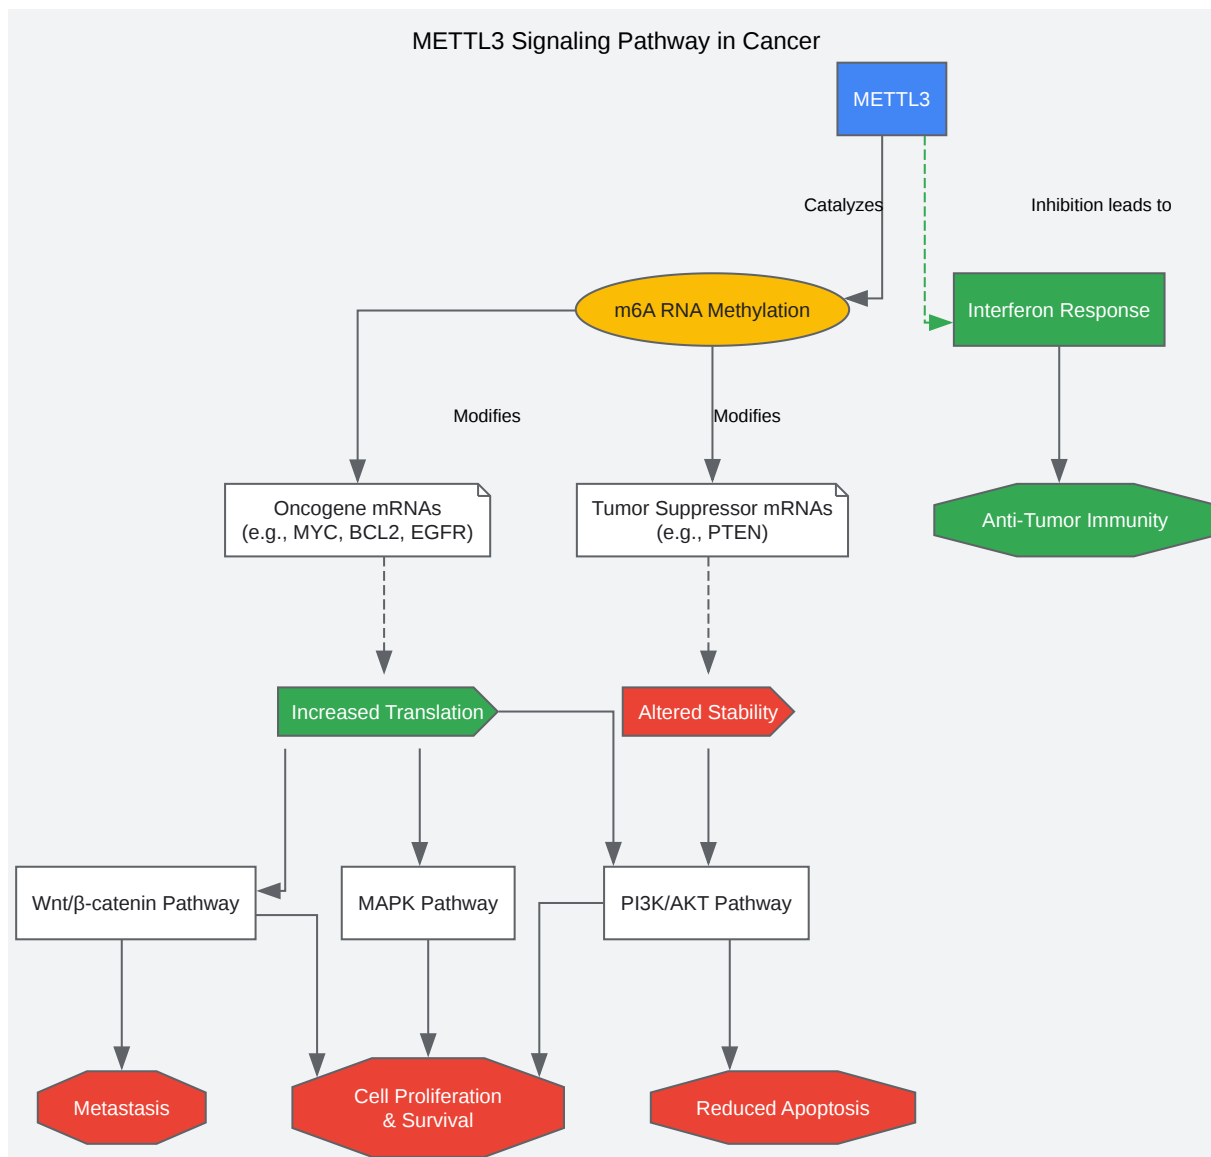 METTL3 Signaling Pathway in Cancer
METTL3
Catalyzes
Inhibition leads to
m6A RNA Methylation
Interferon Response
Modifies
Modifies
Oncogene mRNAs
(e.g., MYC, BCL2, EGFR)
Tumor Suppressor mRNAs
(e.g., PTEN)
Anti-Tumor Immunity
Increased Translation
Altered Stability
Wnt/β-catenin Pathway
MAPK Pathway
PI3K/AKT Pathway
Metastasis
Cell Proliferation
& Survival
Reduced Apoptosis